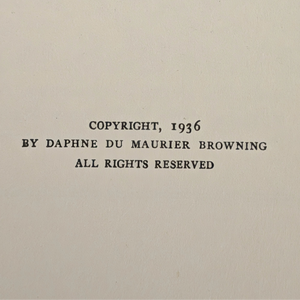 COPYRIGHT, 1936
BY DAPHNE DU MAURIER BROWNING
ALL RIGHTS RESERVED